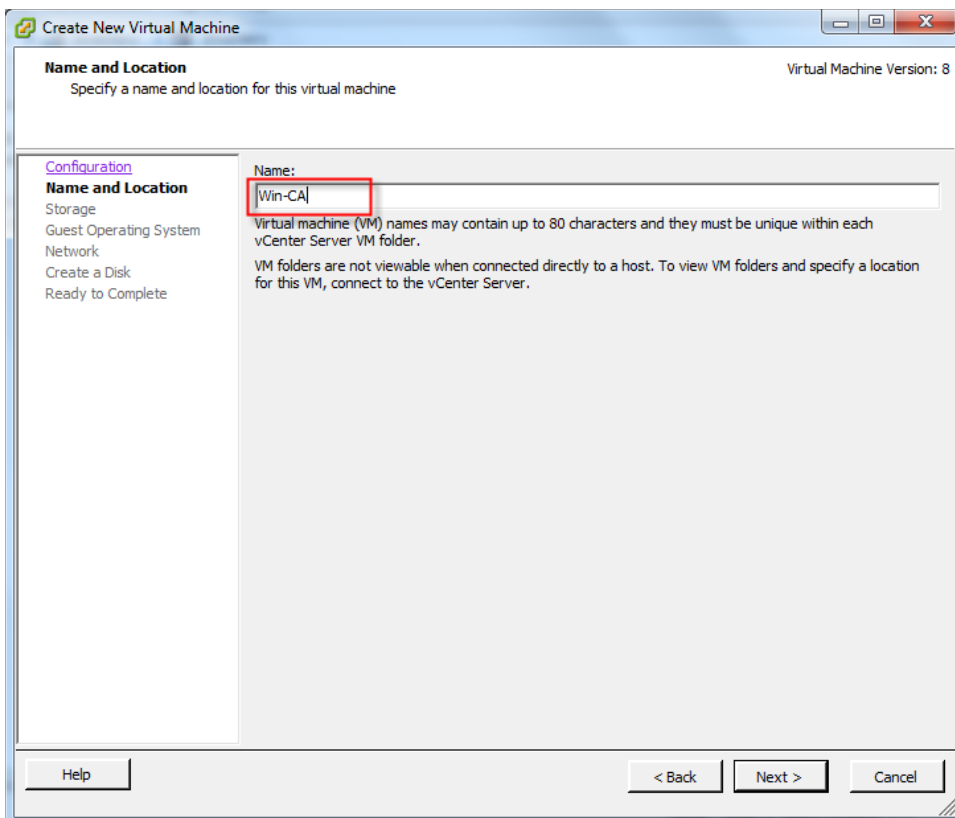 Create New Virtual Machine
Name and Location
Virtual Machine Version: 8
Specify a name and location for this virtual machine
Configuration
Name and Location
Storage
Guest Operating System
Network
Create a Disk
Ready to Complete
Name:
Win-CA
Virtual machine (VM) names may contain up to 80 characters and they must be unique within each
vCenter Server VM folder.
VM folders are not viewable when connected directly to a host. To view VM folders and specify a location
for this VM, connect to the vCenter Server.
Help
< Back
Next >
Cancel